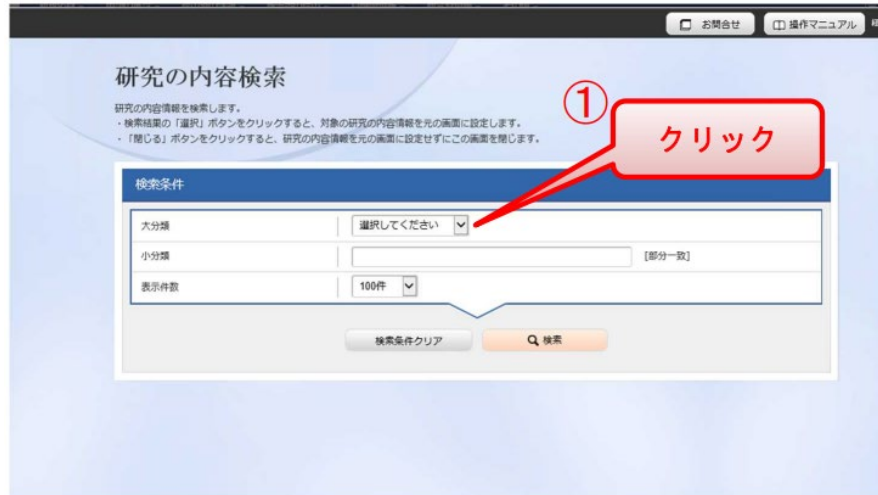 お問合せ
操作マニュアル
研究の内容検索
研究の内容情報を検索します。
・検索結果の「選択」ボタンをクリックすると、対象の研究の内容情報を元の画面に設定します。
・「閉じる」ボタンをクリックすると、研究の内容情報を元の画面に設定せずにこの画面を閉じます。
①
クリック
検索条件
大分類
選択してください
小分類
[部分一致]
表示件数
100件
検索条件クリア
検索